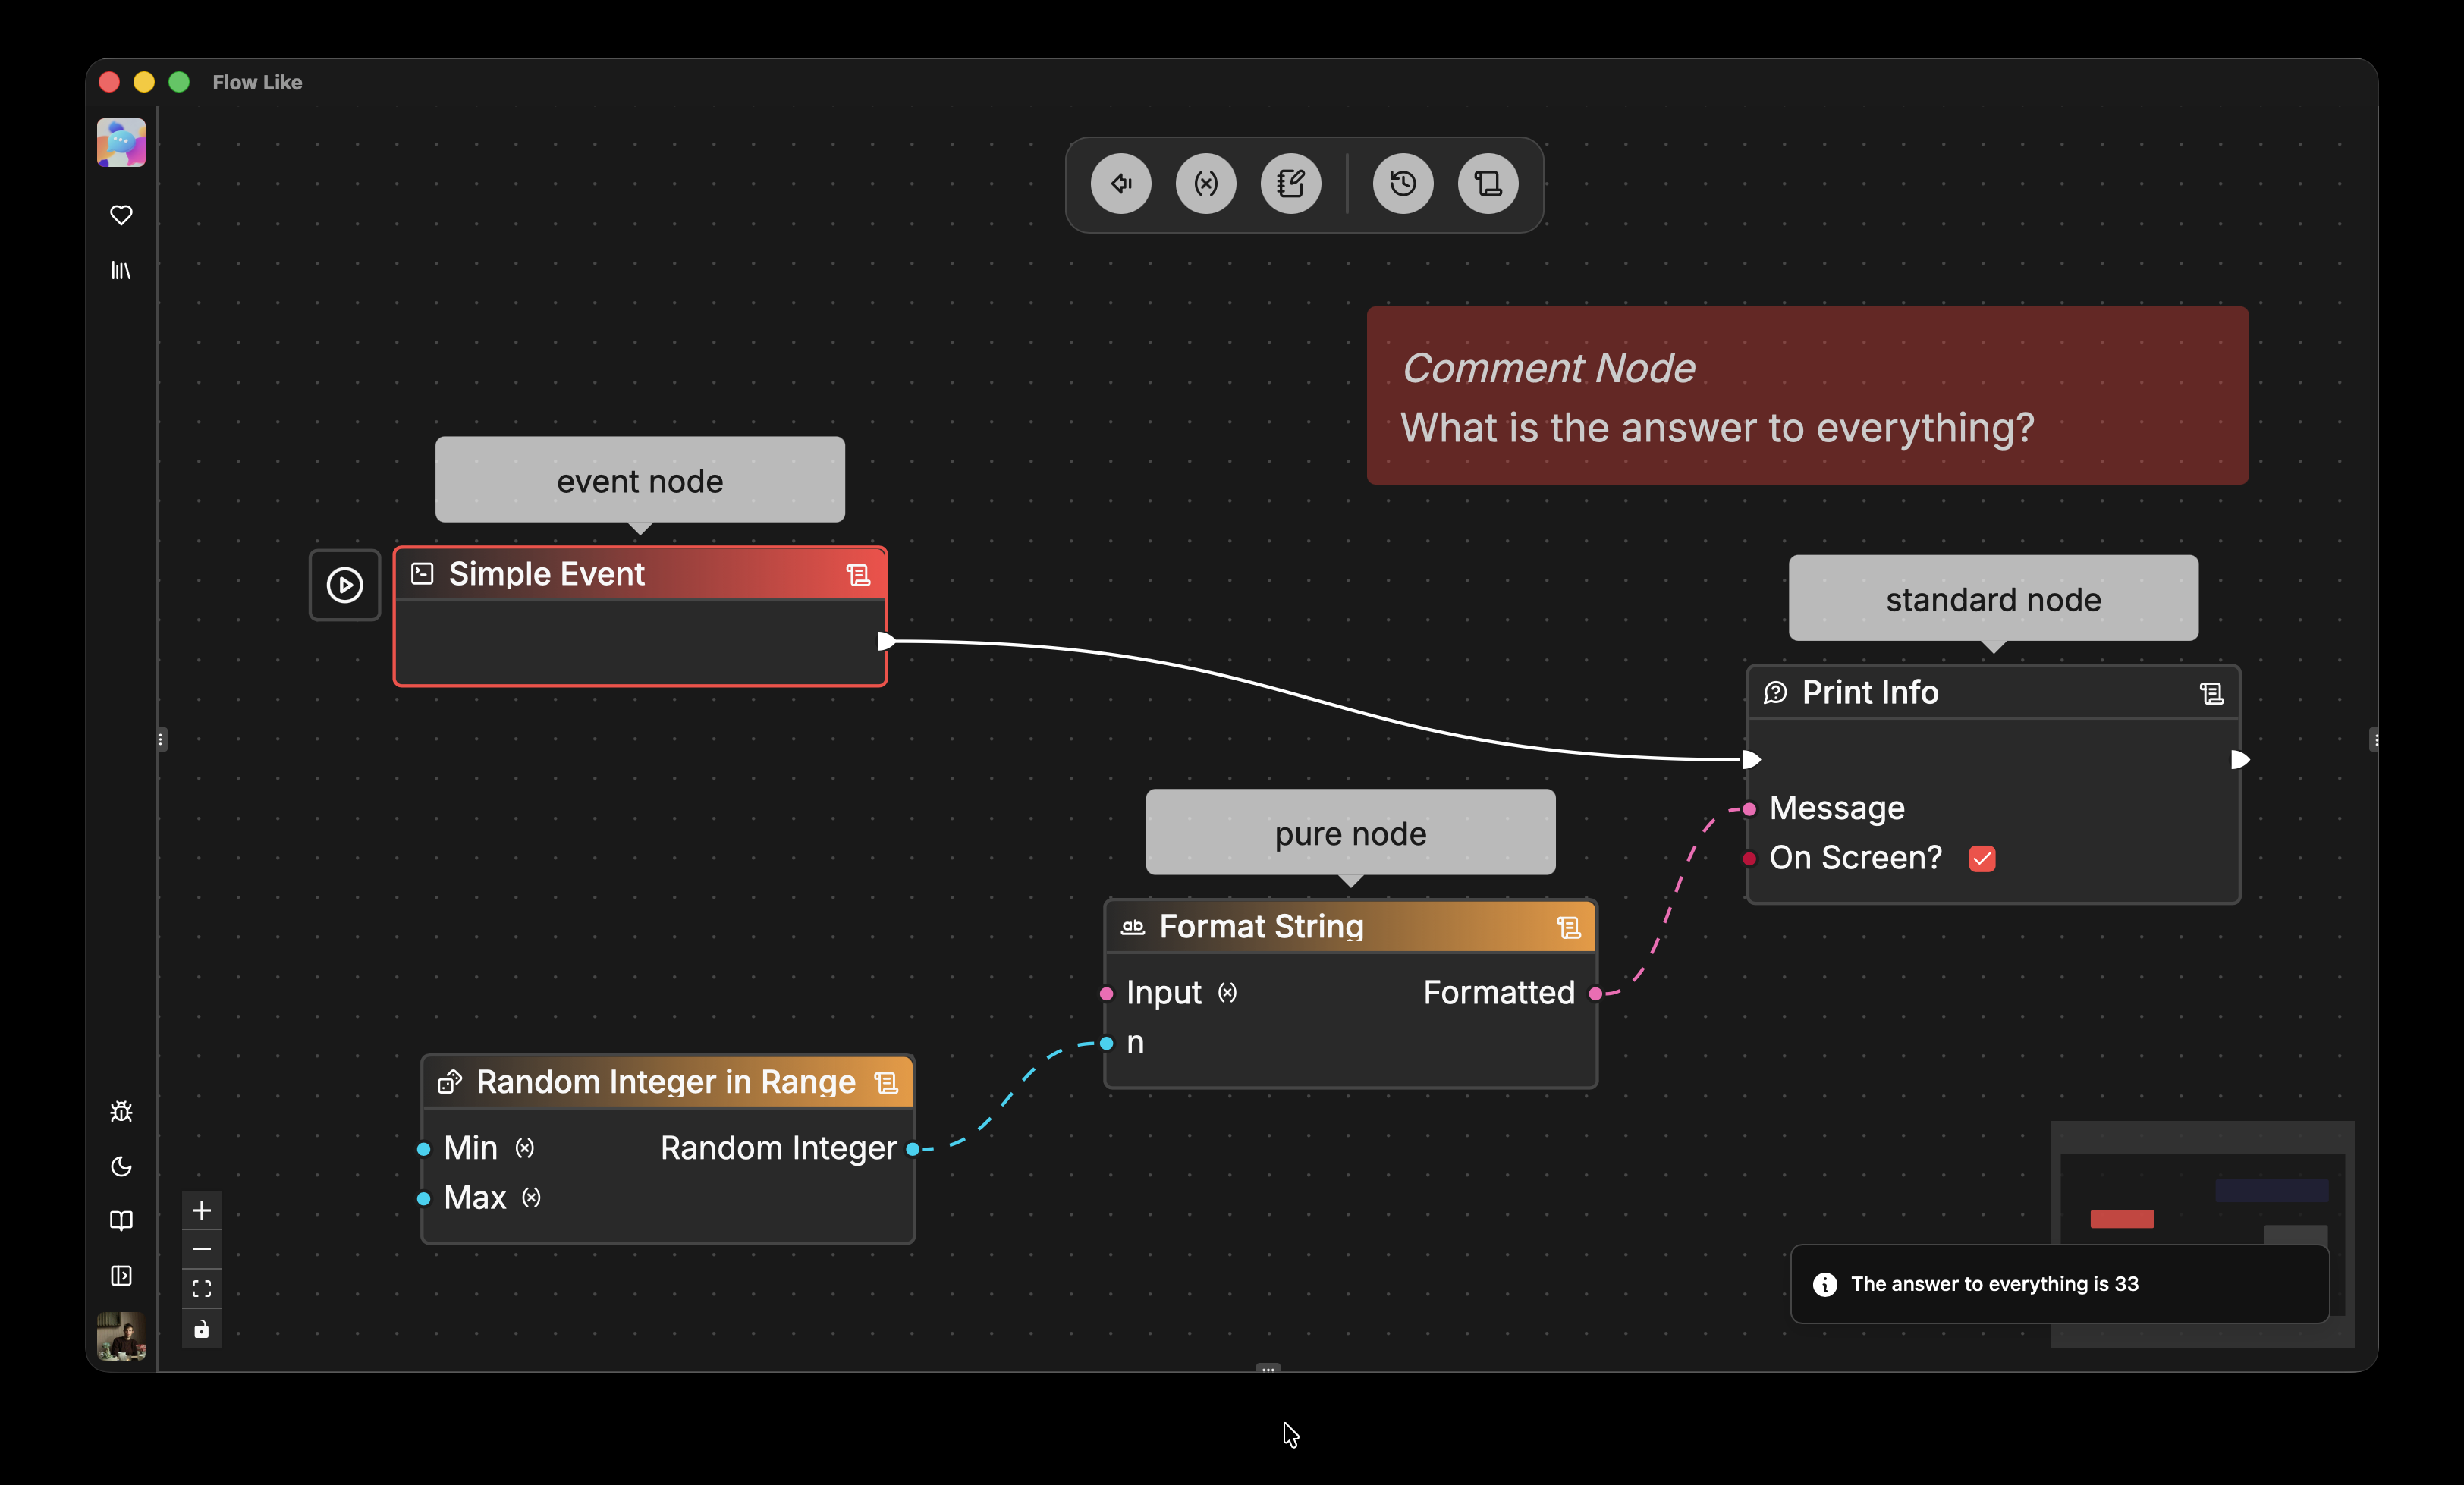 Flow Like
Comment Node
What is the answer to everything?
event node
Simple Event
standard node
Print Info
Message
On Screen?
pure node
Format String
Input (x) Formatted
n
Random Integer in Range
Min (x) Random Integer
Max (x)
The answer to everything is 33